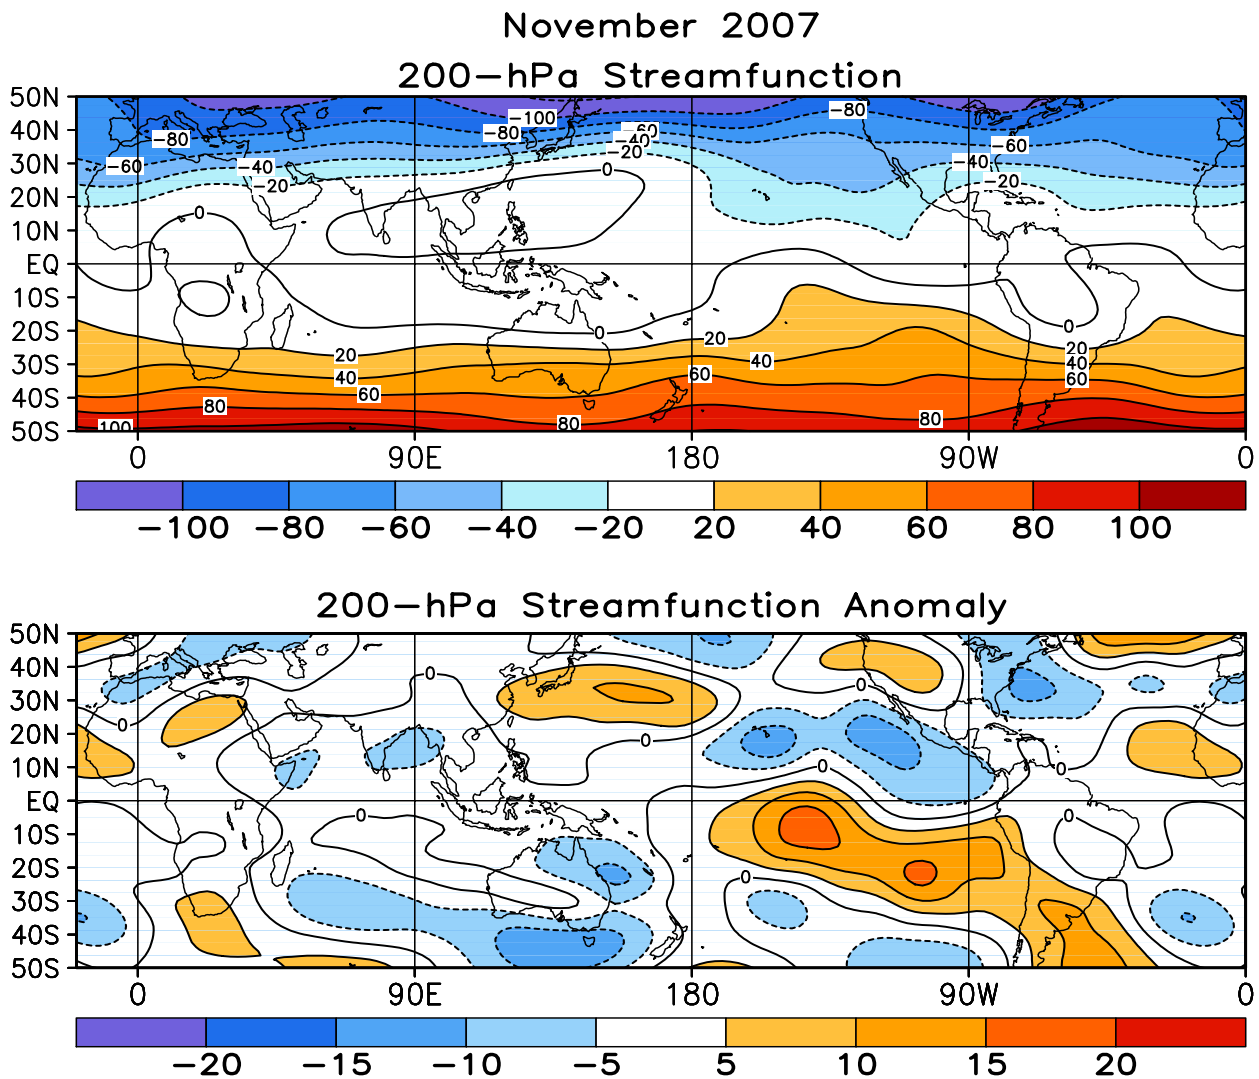 November 2007
200−hPa Streamfunction
50N
40N
30N
20N
10N
EQ
10S
20S
30S
40S
50S
−100
−80
−80
−80
−60
−60
−60
−40
−40
−40
−20
−20
−20
0
0
0
0
20
20
20
40
40
40
60
60
60
80
80
80
100
0 90E 180 90W 0
−100 −80 −60 −40 −20 20 40 60 80 100
200−hPa Streamfunction Anomaly
50N
40N
30N
20N
10N
EQ
10S
20S
30S
40S
50S
0
0
0
0
0
0
0
0
0
0 90E 180 90W 0
−20 −15 −10 −5 5 10 15 20